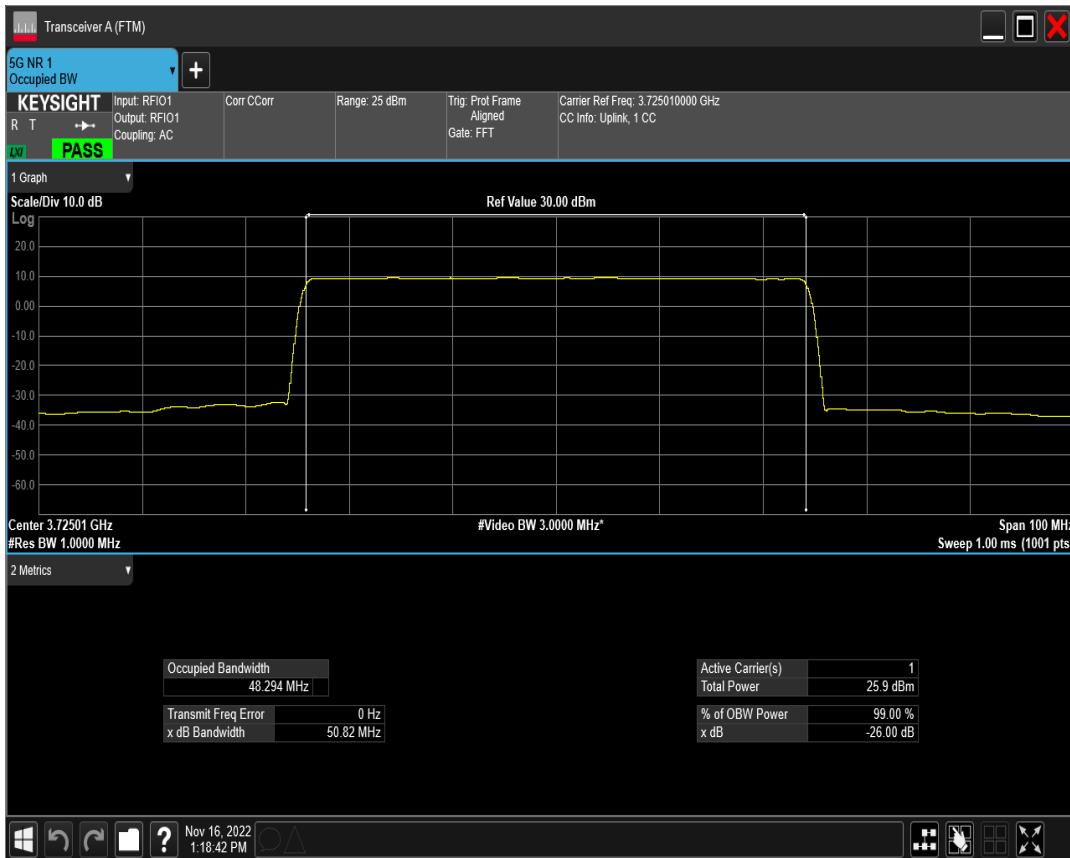 Transceiver A (FTM)
5G NR 1
Occupied BW
+
KEYSIGHT
R T
LXI
PASS
Input: RFIO1
Output: RFIO1
Coupling: AC
Corr CCorr
Range: 25 dBm
Trig: Prot Frame
Aligned
Gate: FFT
Carrier Ref Freq: 3.725010000 GHz
CC Info: Uplink, 1 CC
1 Graph
Scale/Div 10.0 dB
Ref Value 30.00 dBm
Log
20.0
10.0
0.00
-10.0
-20.0
-30.0
-40.0
-50.0
-60.0
Center 3.72501 GHz
#Video BW 3.0000 MHz*
Span 100 MHz
#Res BW 1.0000 MHz
Sweep 1.00 ms (1001 pts
2 Metrics
Occupied Bandwidth
48.294 MHz
Transmit Freq Error 0 Hz
x dB Bandwidth 50.82 MHz
Active Carrier(s) 1
Total Power 25.9 dBm
% of OBW Power 99.00 %
x dB -26.00 dB
?
Nov 16, 2022
1:18:42 PM